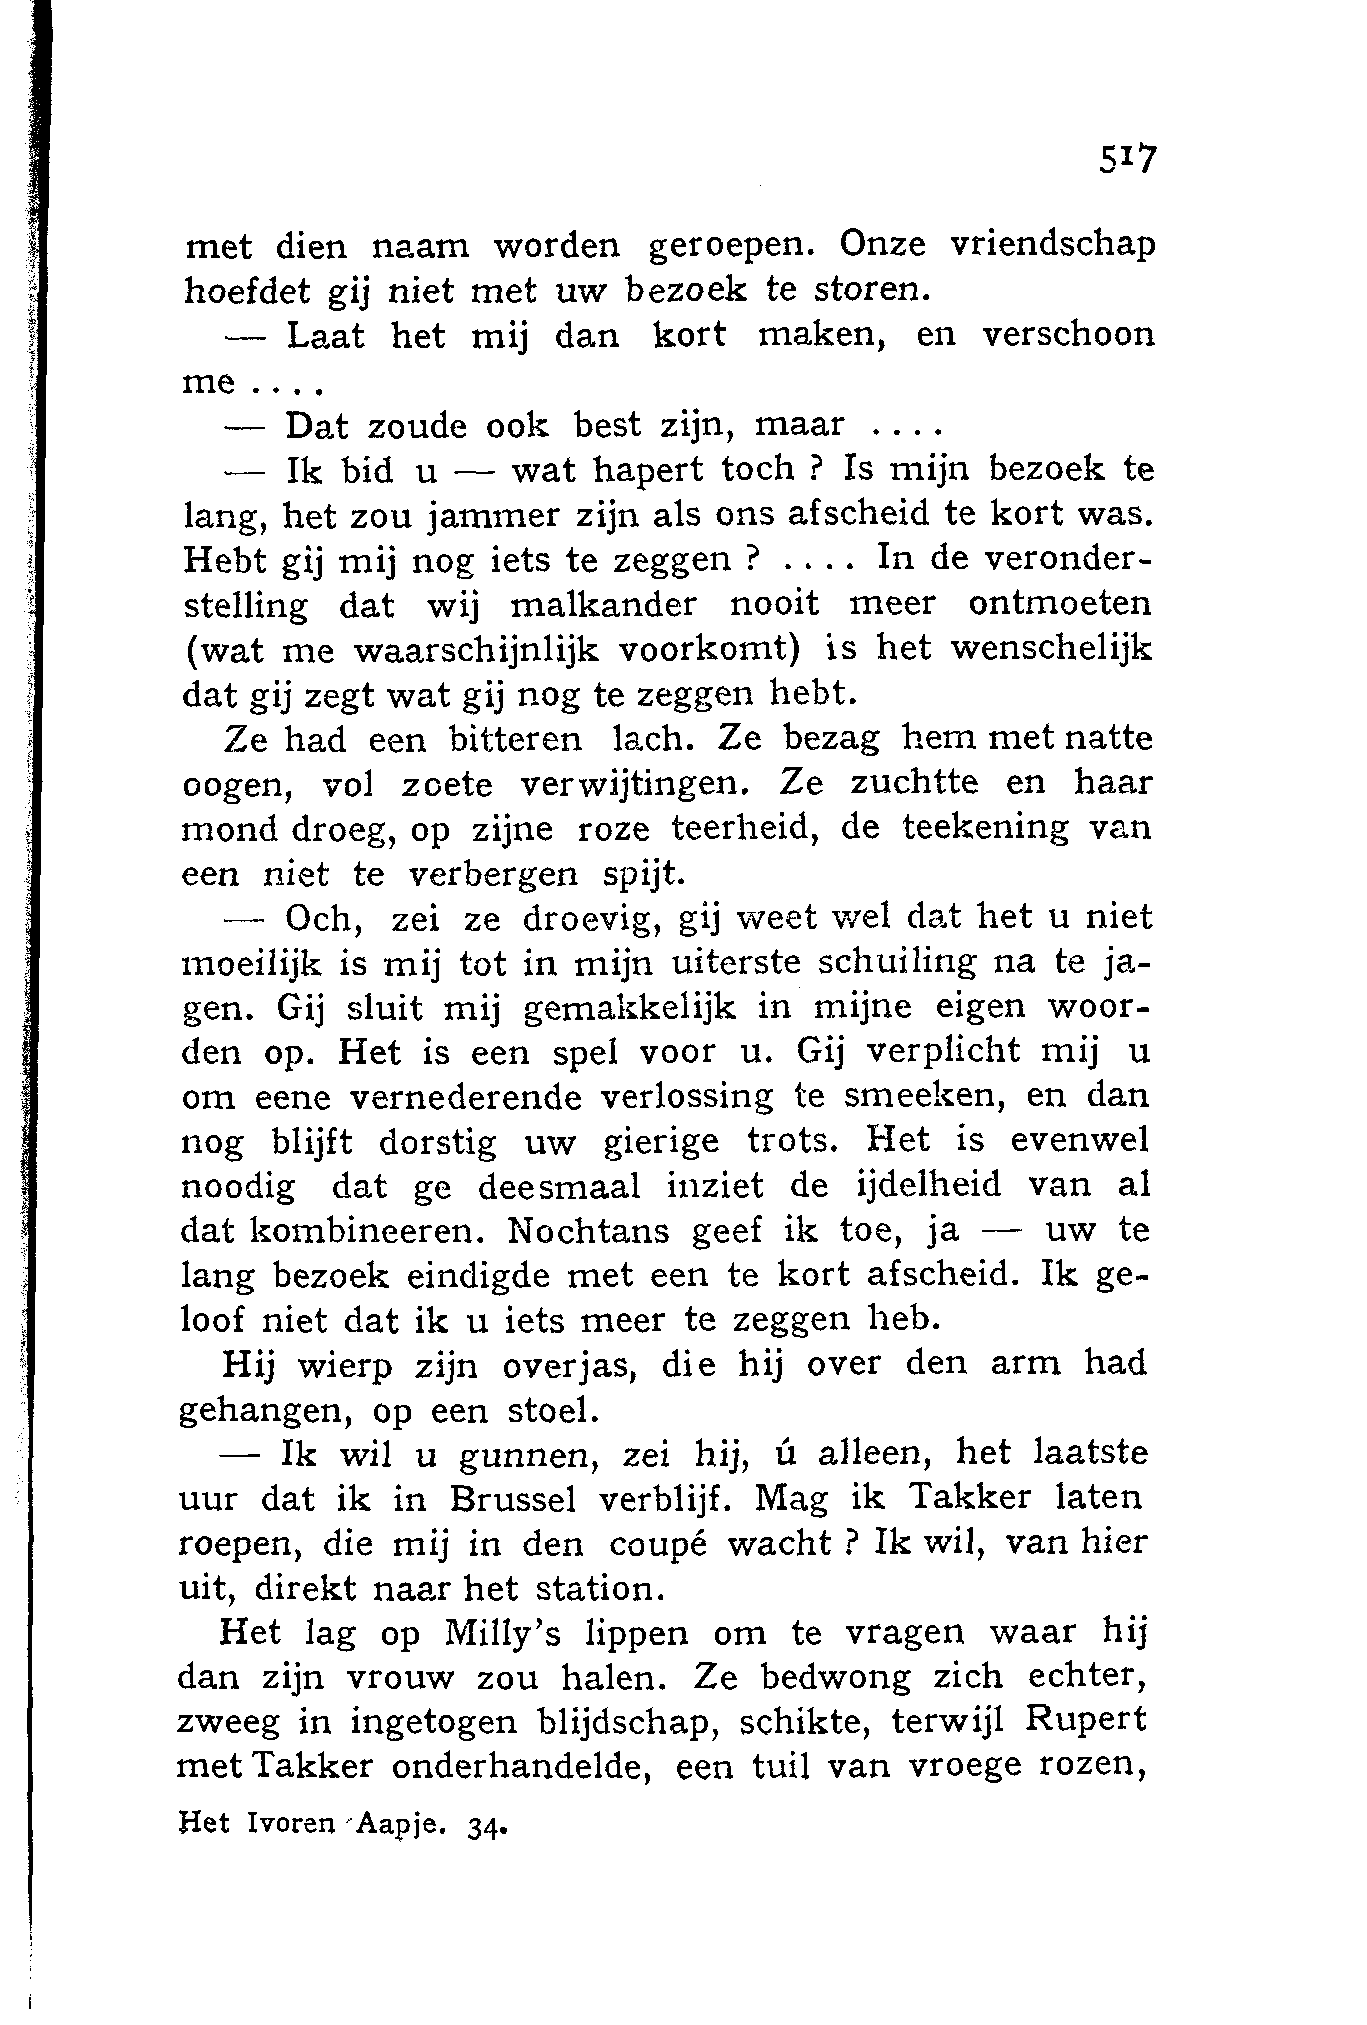 517
met dien naam worden geroepen. Onze vriendschap
hoefdet gij niet met uw bezoek te storen.
— Laat het mij dan kort maken, en verschoon
me ....
— Dat zoude ook best zijn, maar ....
— Ik bid u — wat hapert toch ? Is mijn bezoek te
lang, het zou jammer zijn als ons afscheid te kort was.
Hebt gij mij nog iets te zeggen ? .... In de veronder-
stelling dat wij malkander nooit meer ontmoeten
(wat me waarschijnlijk voorkomt) is het wenschelijk
dat gij zegt wat gij nog te zeggen hebt.
Ze had een bitteren lach. Ze bezag hem met natte
oogen, vol zoete verwijtingen. Ze zuchtte en haar
mond droeg, op zijne roze teerheid, de teekening van
een niet te verbergen spijt.
— Och, zei ze droevig, gij weet wel dat het u niet
moeilijk is mij tot in mijn uiterste schuiling na te ja-
gen. Gij sluit mij gemakkelijk in mijne eigen woor-
den op. Het is een spel voor u. Gij verplicht mij u
om eene vernederende verlossing te smeeken, en dan
nog blijft dorstig uw gierige trots. Het is evenwel
noodig dat ge deesmaal inziet de ijdelheid van al
dat kombineeren. Nochtans geef ik toe, ja — uw te
lang bezoek eindigde met een te kort afscheid. Ik ge-
loof niet dat ik u iets meer te zeggen heb.
Hij wierp zijn overjas, die hij over den arm had
gehangen, op een stoel.
— Ik wil u gunnen, zei hij, ú alleen, het laatste
uur dat ik in Brussel verblijf. Mag ik Takker laten
roepen, die mij in den coupé wacht ? Ik wil, van hier
uit, direkt naar het station.
Het lag op Milly's lippen om te vragen waar hij
dan zijn vrouw zou halen. Ze bedwong zich echter,
zweeg in ingetogen blijdschap, schikte, terwijl Rupert
met Takker onderhandelde, een tuil van vroege rozen,
Het Ivoren Aapje. 34.